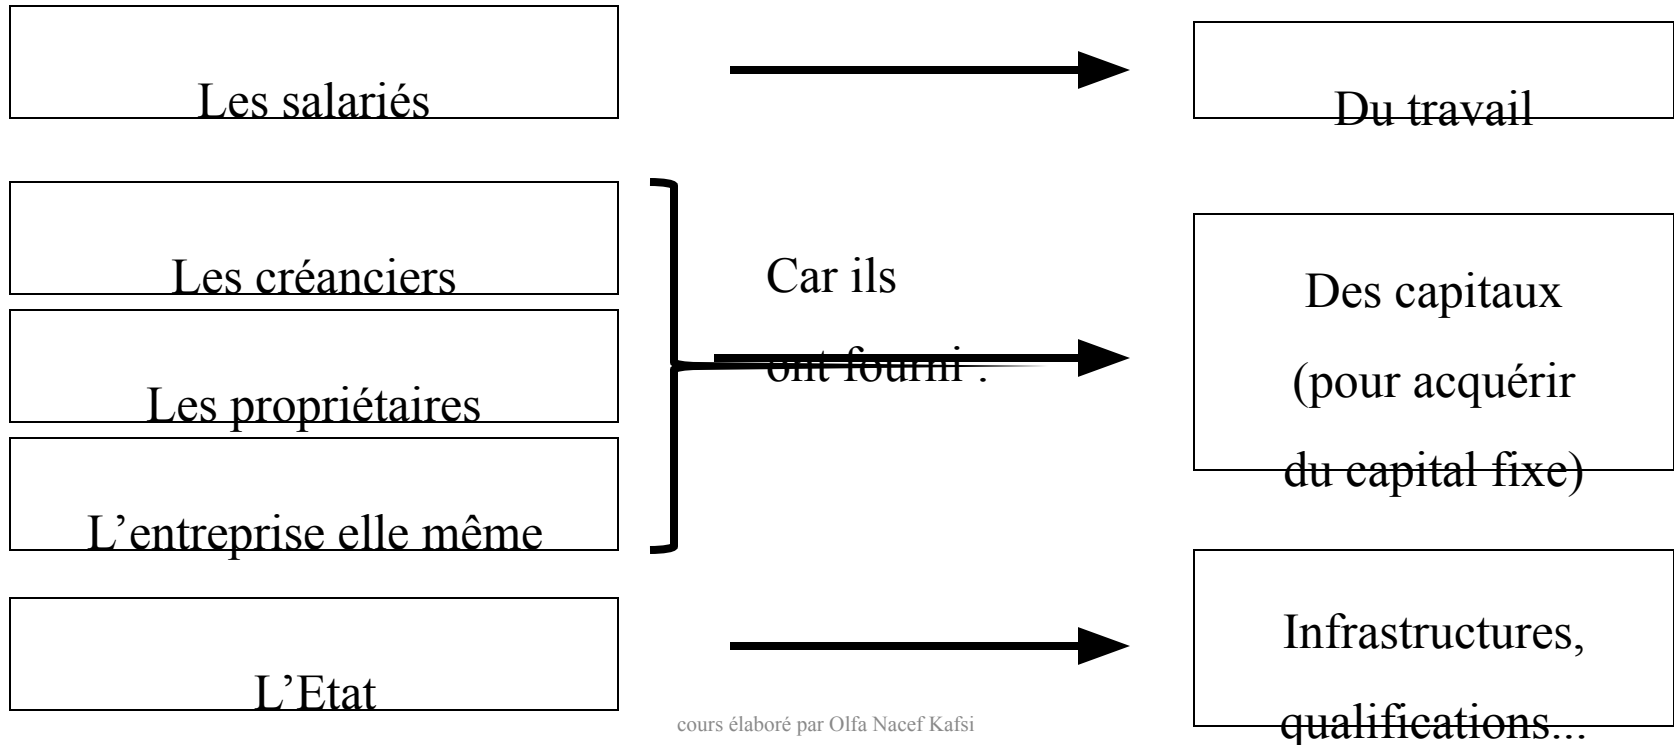 Les salariés
Du travail
Les créanciers
Les propriétaires
L’entreprise elle même
Car ils
ont fourni :
Des capitaux
(pour acquérir
du capital fixe)
L’Etat
Infrastructures,
qualifications...
cours élaboré par Olfa Nacef Kafsi